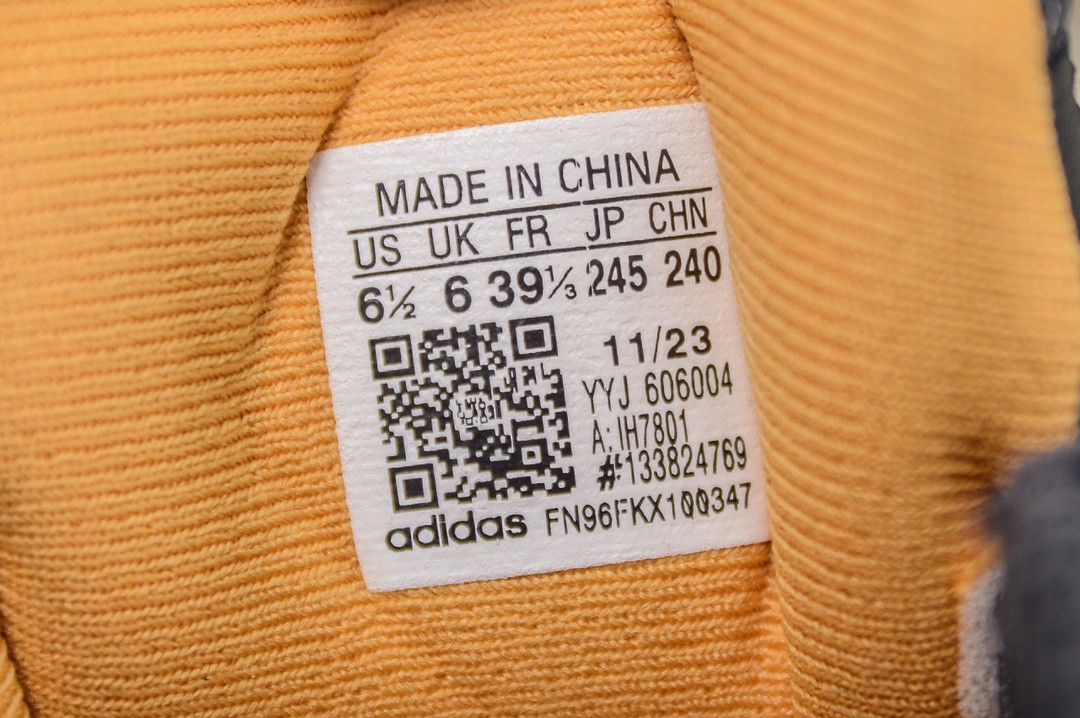 MADE IN CHINA
US UK FR JP CHN
6½ 6 39⅓ 245 240
11/23
YYJ 606004
A: IH7801
#:133824769
adidas FN96FKX100347